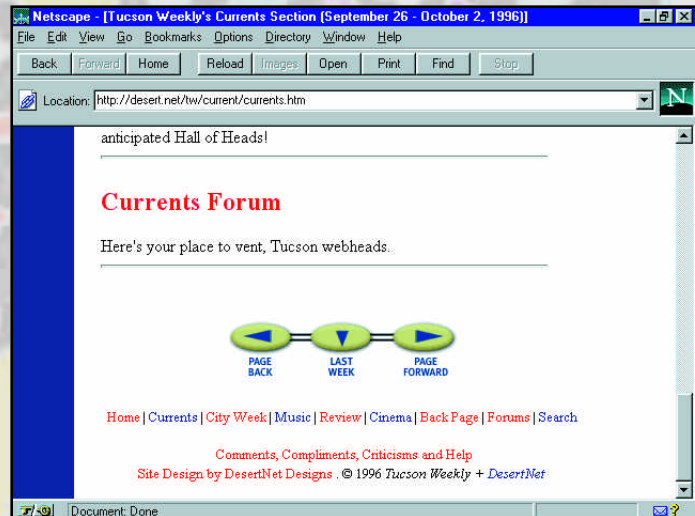 Netscape - [Tucson Weekly's Currents Section (September 26 - October 2, 1996)]
File Edit View Go Bookmarks Options Directory Window Help
Back Forward Home Reload Images Open Print Find Stop
Location: http://desert.net/tw/current/currents.htm
N
anticipated Hall of Heads!
Currents Forum
Here's your place to vent, Tucson webheads.
PAGE BACK LAST WEEK PAGE FORWARD
Home | Currents | City Week | Music | Review | Cinema | Back Page | Forums | Search
Comments, Compliments, Criticisms and Help
Site Design by DesertNet Designs . © 1996 Tucson Weekly + DesertNet
Document: Done